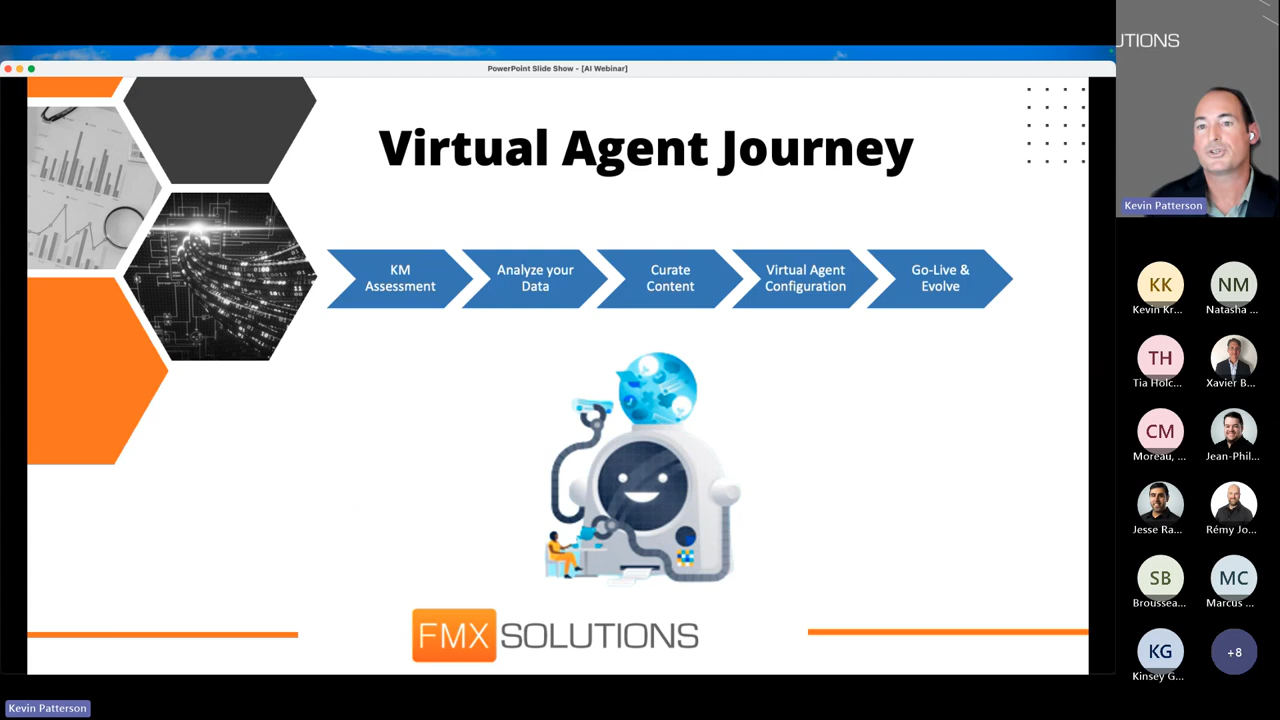 PowerPoint Slide Show - [AI Webinar]
UTIONS
Virtual Agent Journey
KM
Assessment
Analyze your
Data
Curate
Content
Virtual Agent
Configuration
Go-Live &
Evolve
FMX SOLUTIONS
Kevin Patterson
KK
Kevin Kr...
NM
Natasha ...
TH
Tia Holc...
Xavier B...
CM
Moreau, ...
Jean-Phil...
Jesse Ra...
Rémy Jo...
SB
Broussea...
MC
Marcus ...
KG
Kinsey G...
+8
Kevin Patterson